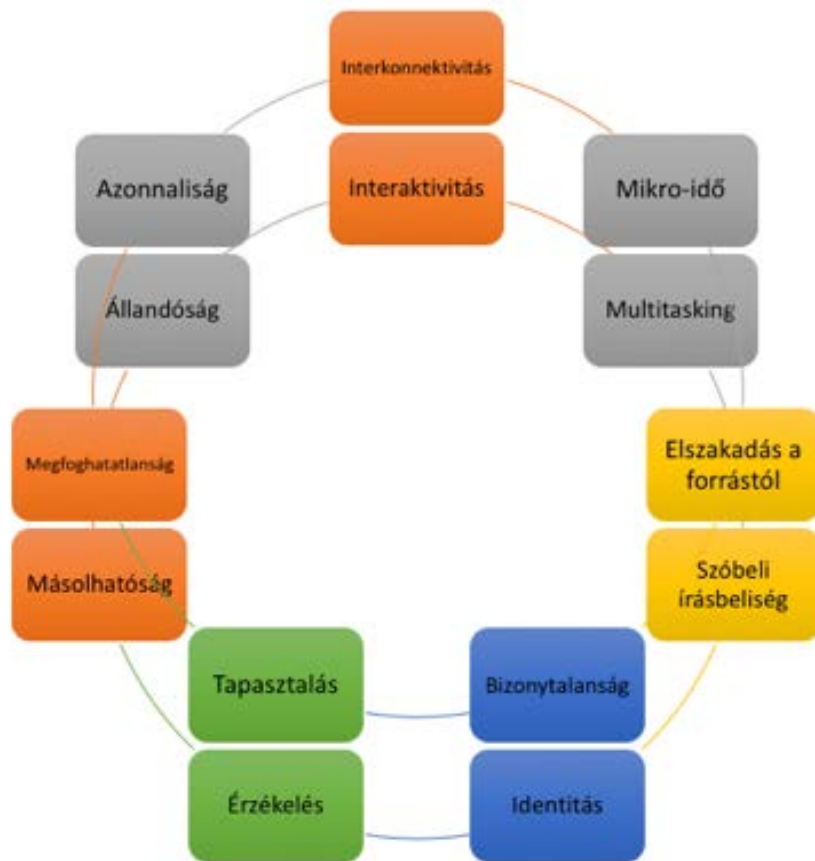 Interkonnektivitás
Interaktivitás
Azonnaliság
Mikro-idő
Állandóság
Multitasking
Megfoghatatlanság
Elszakadás a
forrástól
Másolhatóság
Szóbeli
írásbeliség
Tapasztalás
Bizonytalanság
Érzékelés
Identitás